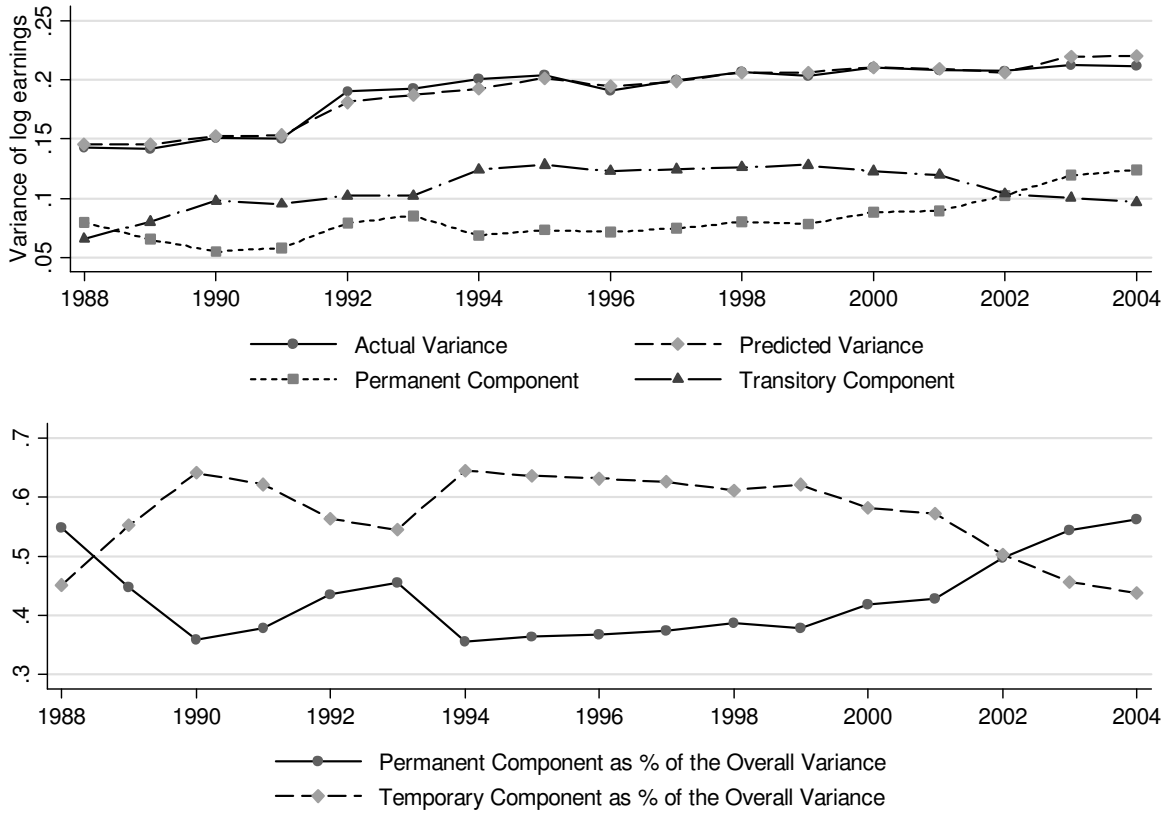 .25
.2
.15
.1
.05
Variance of log earnings
1988 1990 1992 1994 1996 1998 2000 2002 2004
Actual Variance Predicted Variance
Permanent Component Transitory Component
.7
.6
.5
.4
.3
1988 1990 1992 1994 1996 1998 2000 2002 2004
Permanent Component as % of the Overall Variance
Temporary Component as % of the Overall Variance